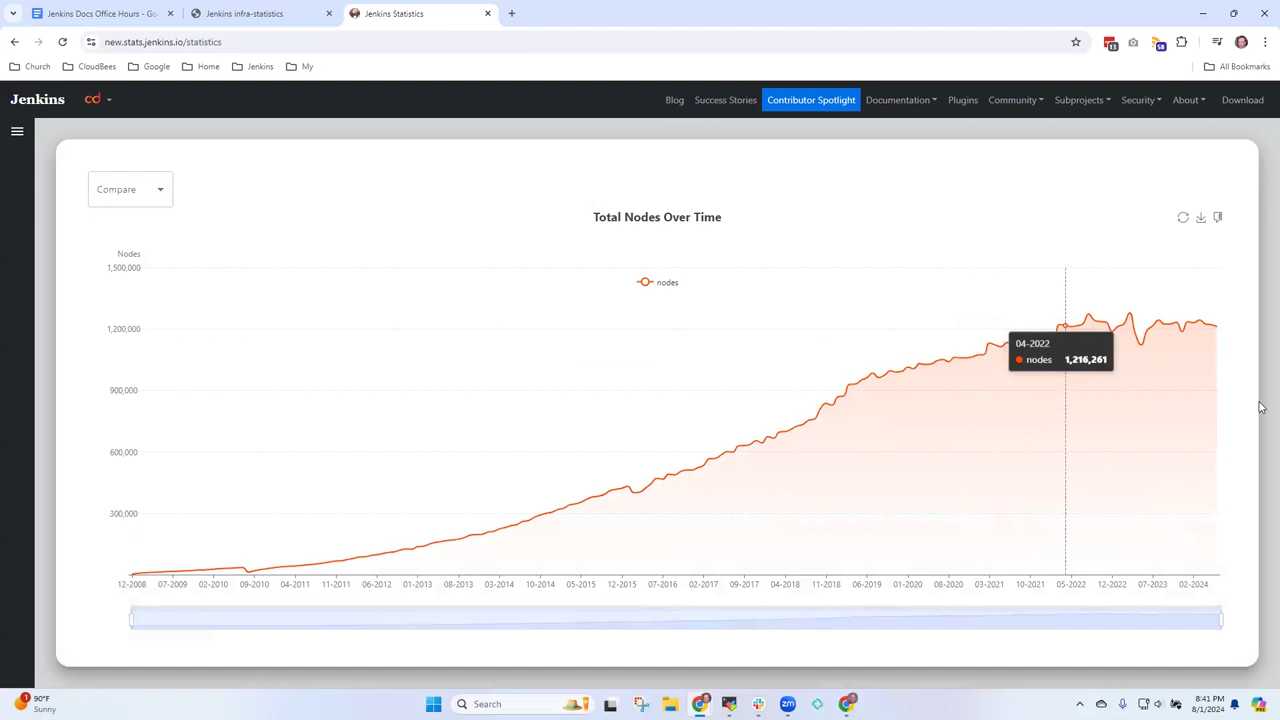 Jenkins Docs Office Hours - Go
Jenkins infra-statistics
Jenkins Statistics
new.stats.jenkins.io/statistics
13
58
Church
CloudBees
Google
Home
Jenkins
My
All Bookmarks
Jenkins
cd
Blog
Success Stories
Contributor Spotlight
Documentation
Plugins
Community
Subprojects
Security
About
Download
Compare
Total Nodes Over Time
Nodes
nodes
1,500,000
1,200,000
900,000
600,000
300,000
04-2022
nodes 1,216,261
12-2008 07-2009 02-2010 09-2010 04-2011 11-2011 06-2012 01-2013 08-2013 03-2014 10-2014 05-2015 12-2015 07-2016 02-2017 09-2017 04-2018 11-2018 06-2019 01-2020 08-2020 03-2021 10-2021 05-2022 12-2022 07-2023 02-2024
1
90°F
Sunny
Search
zm
8:41 PM
8/1/2024